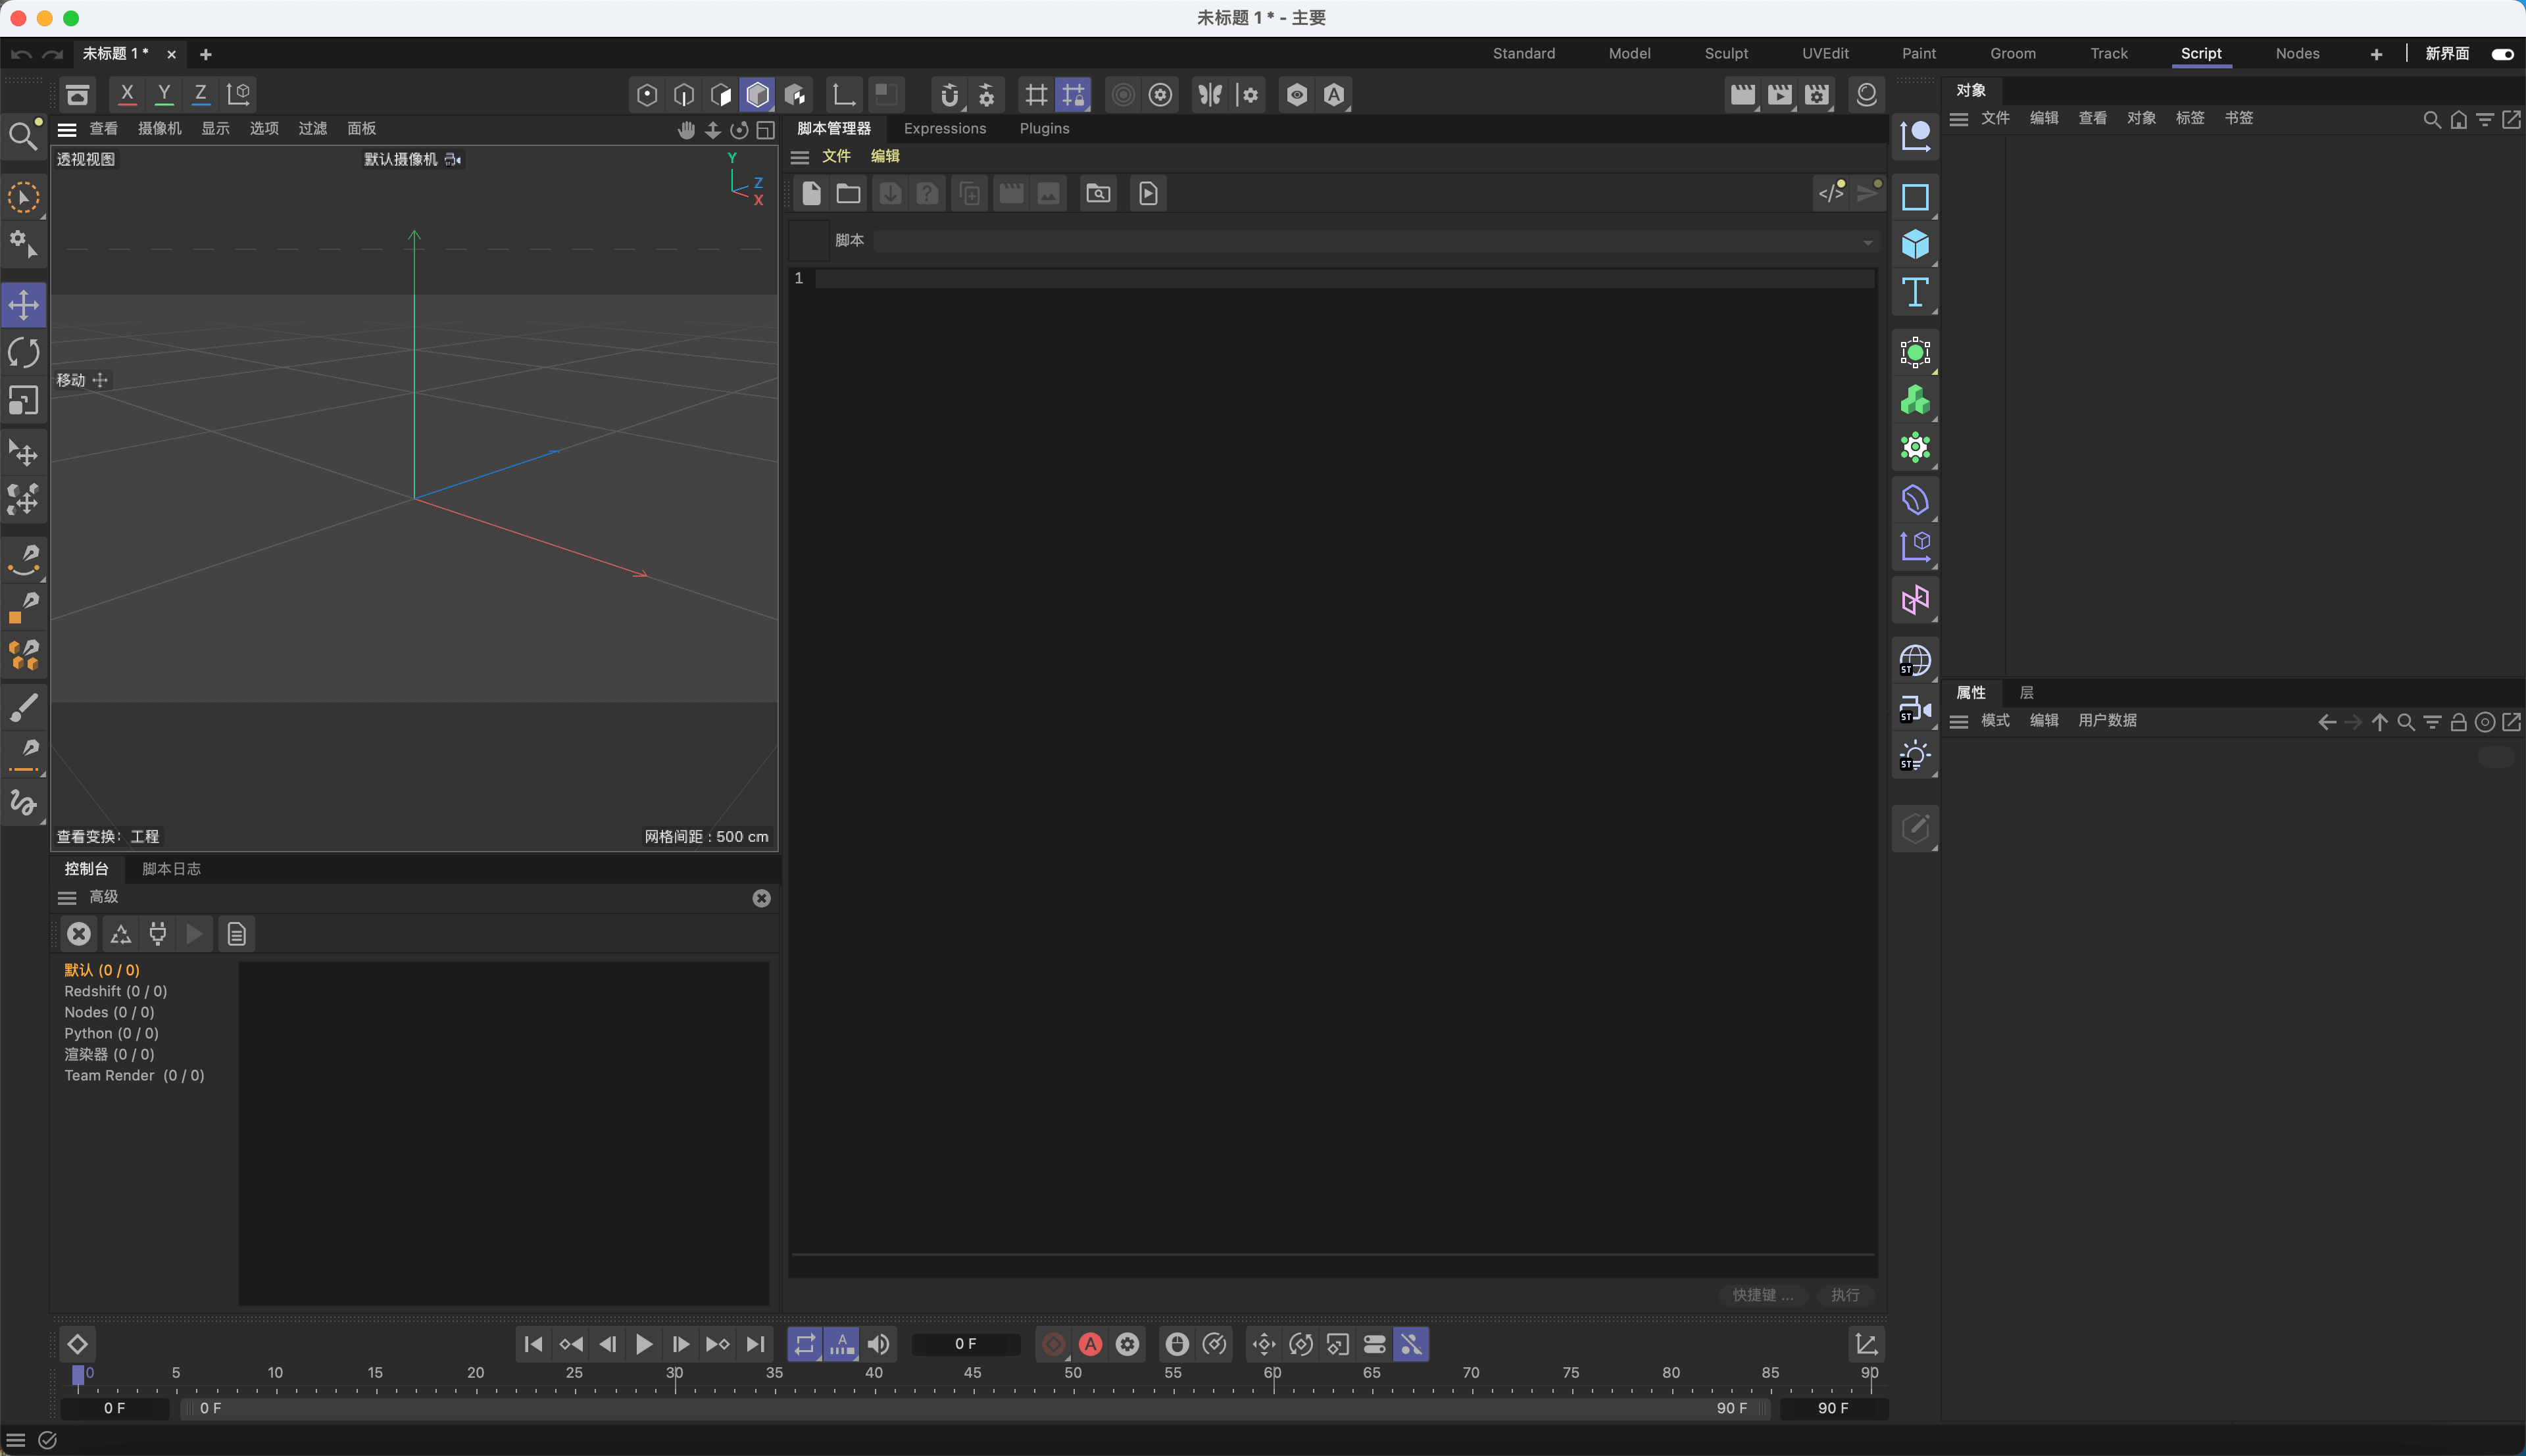 未标题 1 * - 主要
未标题 1 *
Standard
Model
Sculpt
UVEdit
Paint
Groom
Track
Script
Nodes
新界面
X
Y
Z
查看
摄像机
显示
选项
过滤
面板
脚本管理器
Expressions
Plugins
文件
编辑
脚本
1
透视视图
默认摄像机
Y
Z
X
移动
查看变换: 工程
网格间距 : 500 cm
控制台
脚本日志
高级
默认 (0 / 0)
Redshift (0 / 0)
Nodes (0 / 0)
Python (0 / 0)
渲染器 (0 / 0)
Team Render (0 / 0)
快捷键 ...
执行
ST
ST
ST
对象
文件
编辑
查看
对象
标签
书签
属性
层
模式
编辑
用户数据
A
A
0 F
A
0 5 10 15 20 25 30 35 40 45 50 55 60 65 70 75 80 85 90
0 F
0 F
90 F
90 F